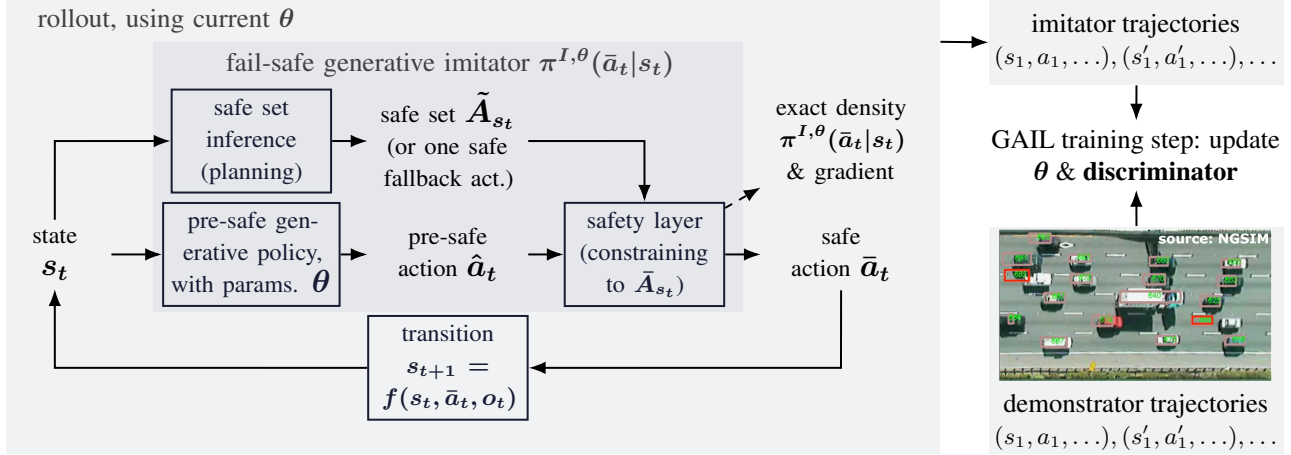 rollout, using current θ
fail-safe generative imitator π^{I,θ}(ā_t|s_t)
safe set
inference
(planning)
safe set Ã_{s_t}
(or one safe
fallback act.)
exact density
π^{I,θ}(ā_t|s_t)
& gradient
state
s_t
pre-safe gen-
erative policy,
with params. θ
pre-safe
action â_t
safety layer
(constraining
to Ā_{s_t})
safe
action ā_t
transition
s_{t+1} =
f(s_t, ā_t, o_t)
imitator trajectories
(s_1, a_1, …), (s′_1, a′_1, …), …
GAIL training step: update
θ & discriminator
source: NGSIM
640
demonstrator trajectories
(s_1, a_1, …), (s′_1, a′_1, …), …